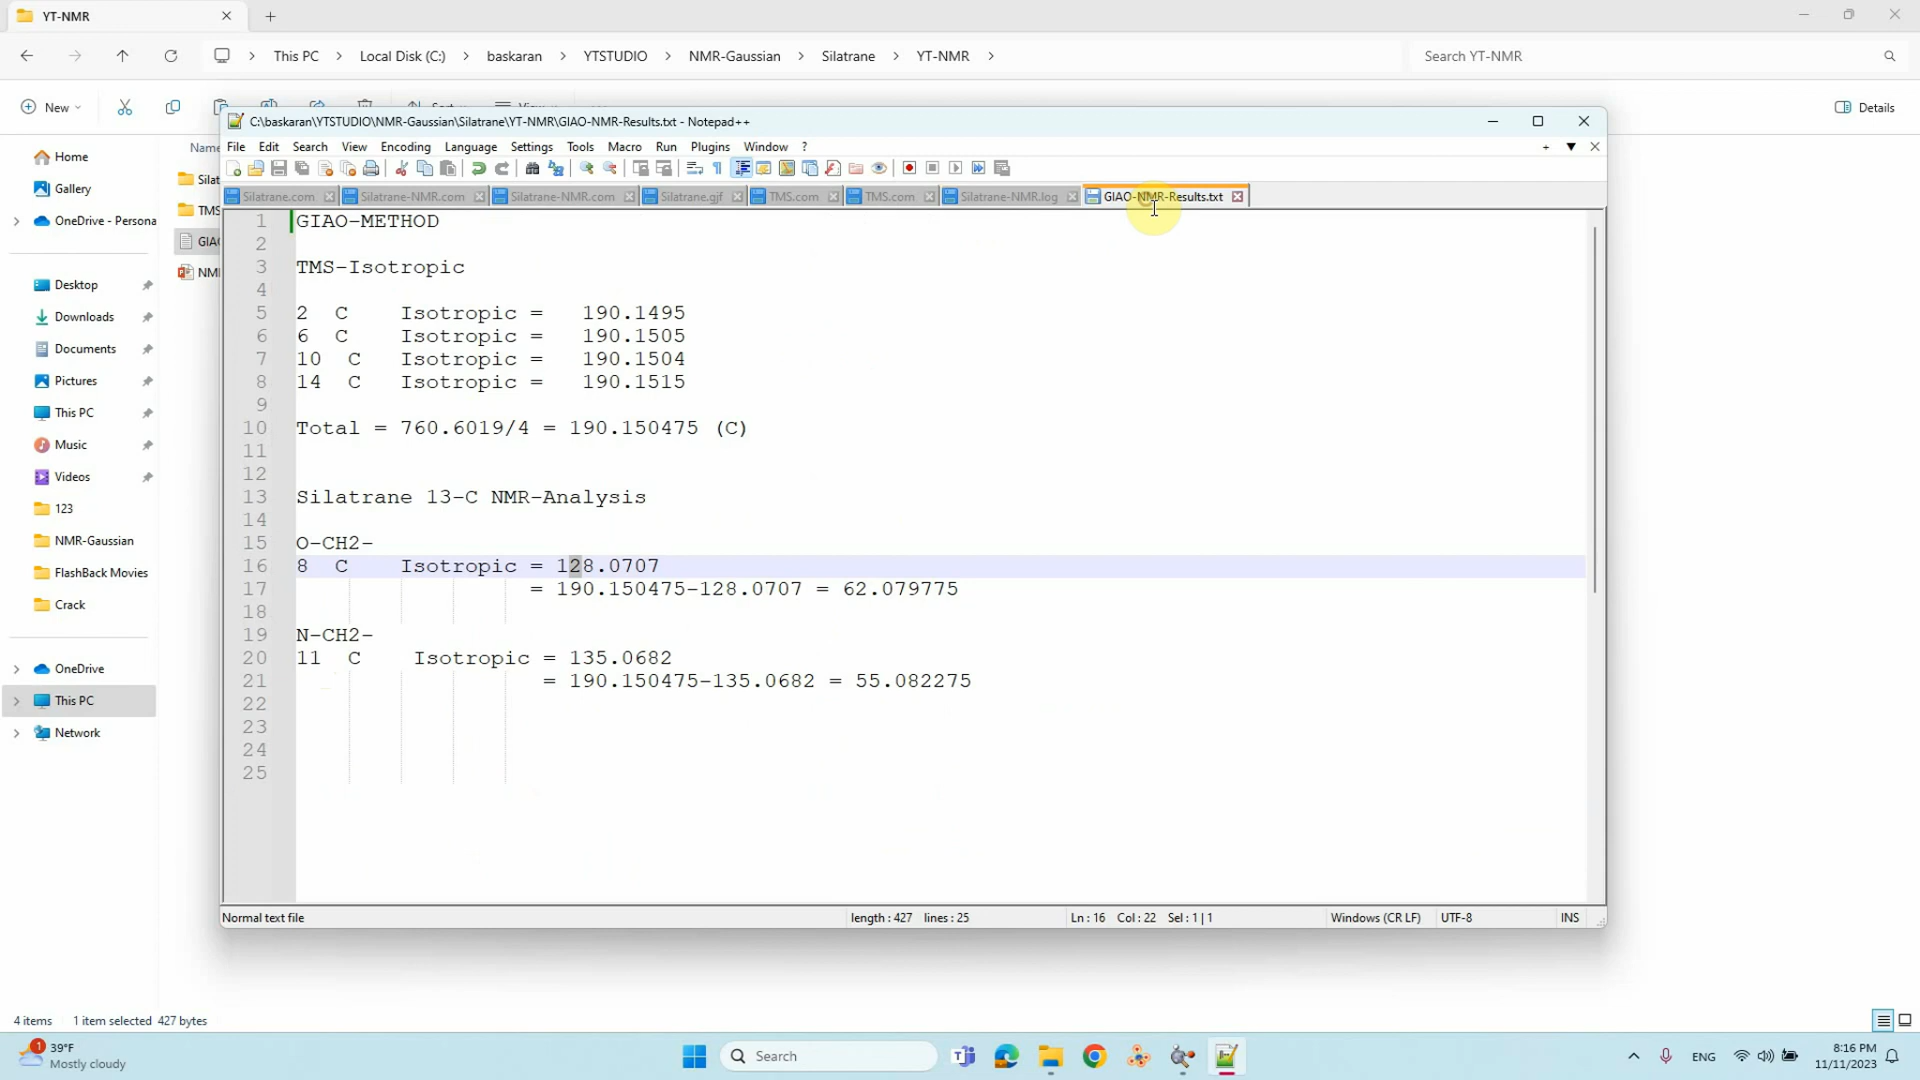 YT-NMR
This PC > Local Disk (C:) > baskaran > YTSTUDIO > NMR-Gaussian > Silatrane > YT-NMR >
Search YT-NMR
New
Details
C:\baskaran\YTSTUDIO\NMR-Gaussian\Silatrane\YT-NMR\GIAO-NMR-Results.txt - Notepad++
File Edit Search View Encoding Language Settings Tools Macro Run Plugins Window ?
Silatrane.com Silatrane-NMR.com Silatrane-NMR.com Silatrane.gjf TMS.com TMS.com Silatrane-NMR.log GIAO-NMR-Results.txt
Home
Gallery
OneDrive - Persona
Desktop
Downloads
Documents
Pictures
This PC
Music
Videos
123
NMR-Gaussian
FlashBack Movies
Crack
OneDrive
This PC
Network
Name
Silat
TMS
GIAO
NMR
1 GIAO-METHOD
2
3 TMS-Isotropic
4
5 2 C Isotropic = 190.1495
6 6 C Isotropic = 190.1505
7 10 C Isotropic = 190.1504
8 14 C Isotropic = 190.1515
9
10 Total = 760.6019/4 = 190.150475 (C)
11
12
13 Silatrane 13-C NMR-Analysis
14
15 O-CH2-
16 8 C Isotropic = 128.0707
17 = 190.150475-128.0707 = 62.079775
18
19 N-CH2-
20 11 C Isotropic = 135.0682
21 = 190.150475-135.0682 = 55.082275
22
23
24
25
Normal text file length : 427 lines : 25 Ln : 16 Col : 22 Sel : 1 | 1 Windows (CR LF) UTF-8 INS
4 items 1 item selected 427 bytes
1
39°F
Mostly cloudy
Search
ENG
8:16 PM
11/11/2023